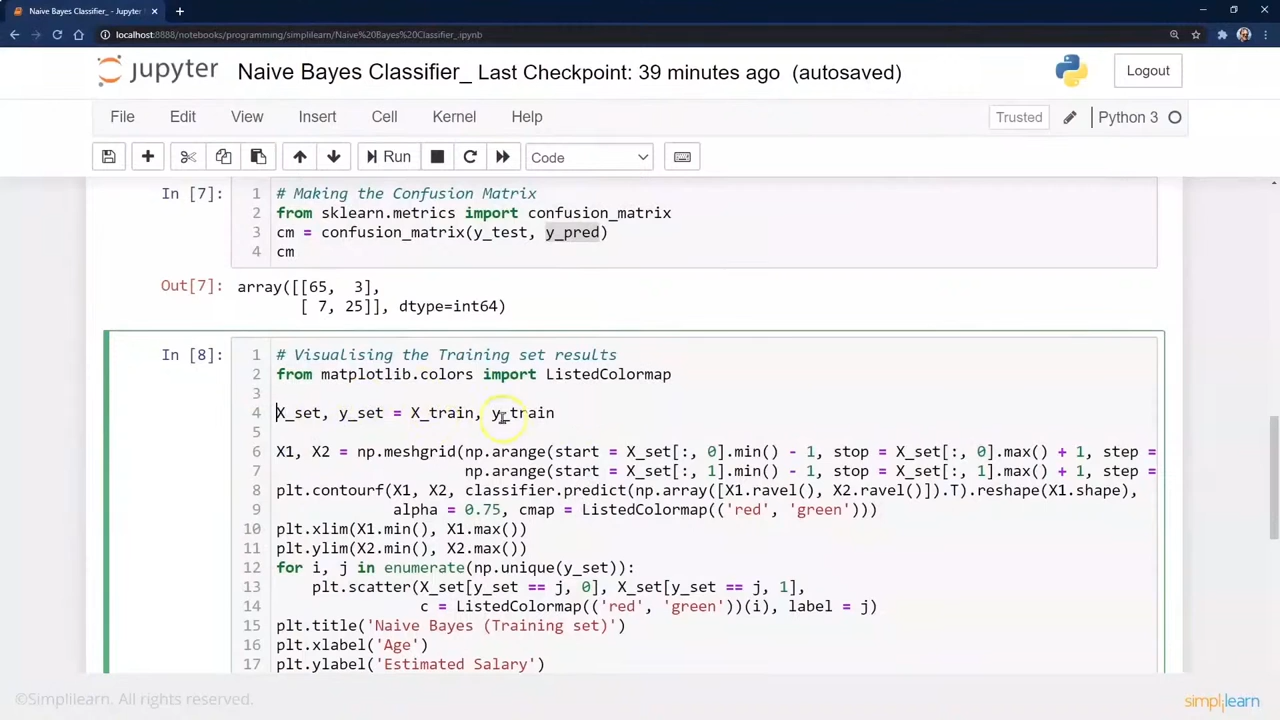 Naive Bayes Classifier_ - Jupyter
localhost:8888/notebooks/programming/simplilearn/Naive%20Bayes%20Classifier_.ipynb
jupyter Naive Bayes Classifier_ Last Checkpoint: 39 minutes ago (autosaved) Logout
File Edit View Insert Cell Kernel Help Trusted Python 3
Run Code
In [7]: 1 # Making the Confusion Matrix
2 from sklearn.metrics import confusion_matrix
3 cm = confusion_matrix(y_test, y_pred)
4 cm
Out[7]: array([[65, 3],
[ 7, 25]], dtype=int64)
In [8]: 1 # Visualising the Training set results
2 from matplotlib.colors import ListedColormap
3
4 X_set, y_set = X_train, y_train
5
6 X1, X2 = np.meshgrid(np.arange(start = X_set[:, 0].min() - 1, stop = X_set[:, 0].max() + 1, step =
7 np.arange(start = X_set[:, 1].min() - 1, stop = X_set[:, 1].max() + 1, step =
8 plt.contourf(X1, X2, classifier.predict(np.array([X1.ravel(), X2.ravel()]).T).reshape(X1.shape),
9 alpha = 0.75, cmap = ListedColormap(('red', 'green')))
10 plt.xlim(X1.min(), X1.max())
11 plt.ylim(X2.min(), X2.max())
12 for i, j in enumerate(np.unique(y_set)):
13 plt.scatter(X_set[y_set == j, 0], X_set[y_set == j, 1],
14 c = ListedColormap(('red', 'green'))(i), label = j)
15 plt.title('Naive Bayes (Training set)')
16 plt.xlabel('Age')
17 plt.ylabel('Estimated Salary')
©Simplilearn. All rights reserved. simplilearn